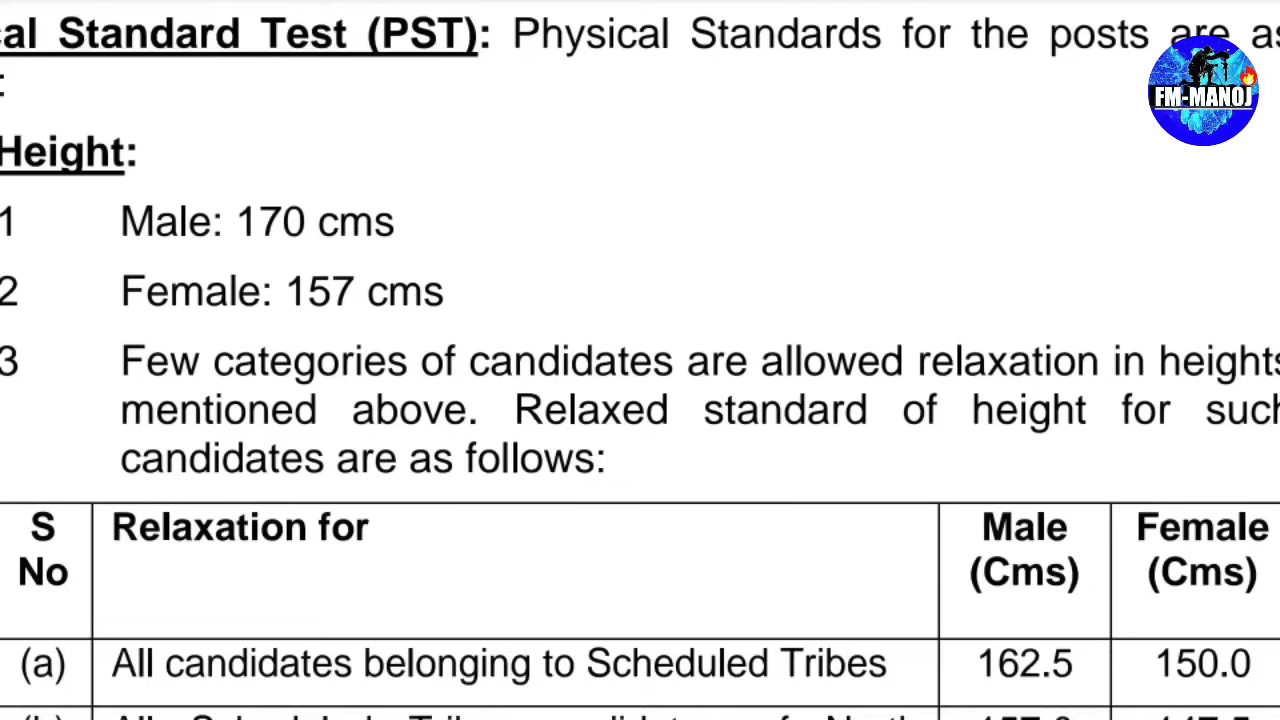 cal Standard Test (PST): Physical Standards for the posts are as
:
FM-MANOJ
Height:
1 Male: 170 cms
2 Female: 157 cms
3 Few categories of candidates are allowed relaxation in heights
mentioned above. Relaxed standard of height for such
candidates are as follows:
S No Relaxation for Male (Cms) Female (Cms)
(a) All candidates belonging to Scheduled Tribes 162.5 150.0